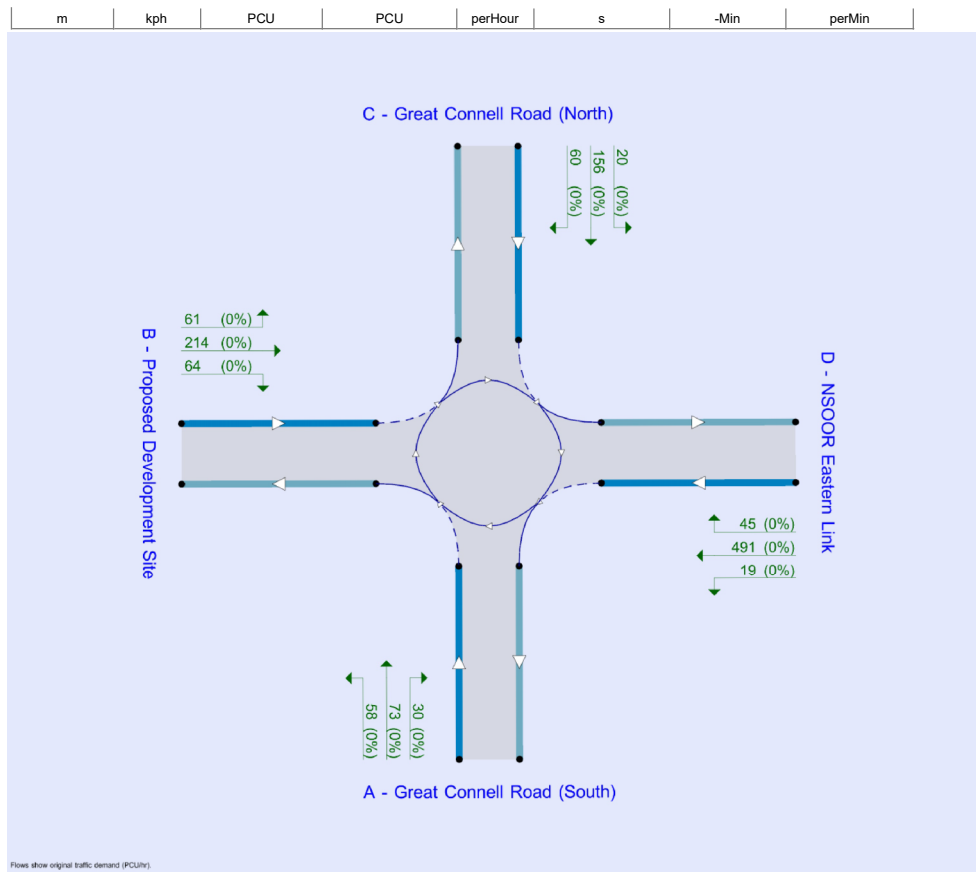 m kph PCU PCU perHour s -Min perMin
C - Great Connell Road (North)
60 (0%)
156 (0%)
20 (0%)
61 (0%)
214 (0%)
64 (0%)
B - Proposed Development Site
D - NSOOR Eastern Link
45 (0%)
491 (0%)
19 (0%)
58 (0%)
73 (0%)
30 (0%)
A - Great Connell Road (South)
Flows show original traffic demand (PCU/hr).